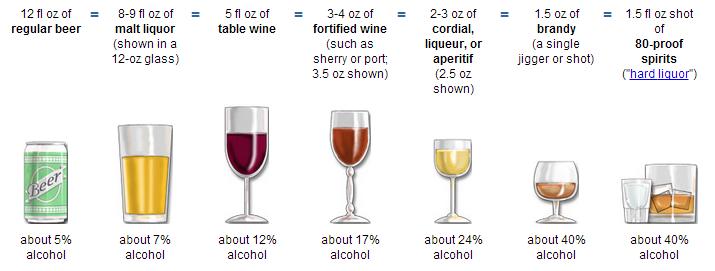 12 fl oz of
regular beer
=
8-9 fl oz of
malt liquor
(shown in a
12-oz glass)
=
5 fl oz of
table wine
=
3-4 oz of
fortified wine
(such as
sherry or port;
3.5 oz shown)
=
2-3 oz of
cordial,
liqueur, or
aperitif
(2.5 oz
shown)
=
1.5 oz of
brandy
(a single
jigger or shot)
=
1.5 fl oz shot
of
80-proof
spirits
("hard liquor")
Beer
about 5%
alcohol
about 7%
alcohol
about 12%
alcohol
about 17%
alcohol
about 24%
alcohol
about 40%
alcohol
about 40%
alcohol